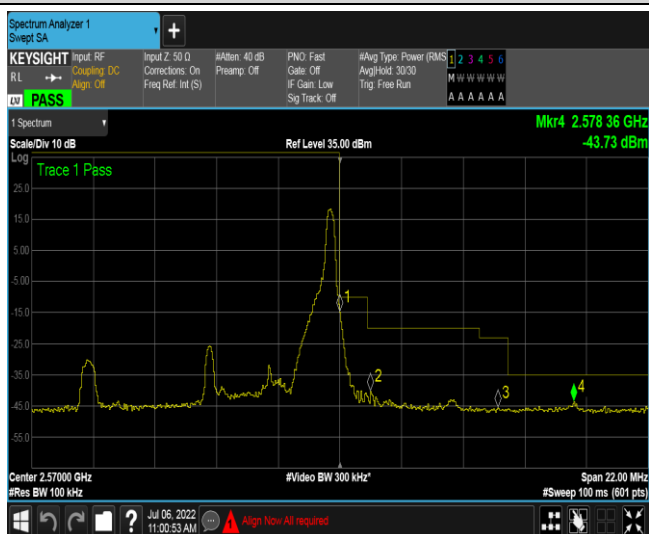 Spectrum Analyzer 1
Swept SA
+
KEYSIGHT
RL
LXI PASS
Input: RF
Coupling: DC
Align: Off
Input Z: 50 Ω
Corrections: On
Freq Ref: Int (S)
#Atten: 40 dB
Preamp: Off
PNO: Fast
Gate: Off
IF Gain: Low
Sig Track: Off
#Avg Type: Power (RMS
Avg|Hold: 30/30
Trig: Free Run
1 2 3 4 5 6
M W W W W W
A A A A A A
1 Spectrum
Mkr4 2.578 36 GHz
Scale/Div 10 dB
Ref Level 35.00 dBm
-43.73 dBm
Log
Trace 1 Pass
25.0
15.0
5.00
-5.00
-15.0
-25.0
-35.0
-45.0
-55.0
1
2
3
4
Center 2.57000 GHz
#Video BW 300 kHz*
Span 22.00 MHz
#Res BW 100 kHz
#Sweep 100 ms (601 pts)
?
Jul 06, 2022
11:00:53 AM
Align Now All required